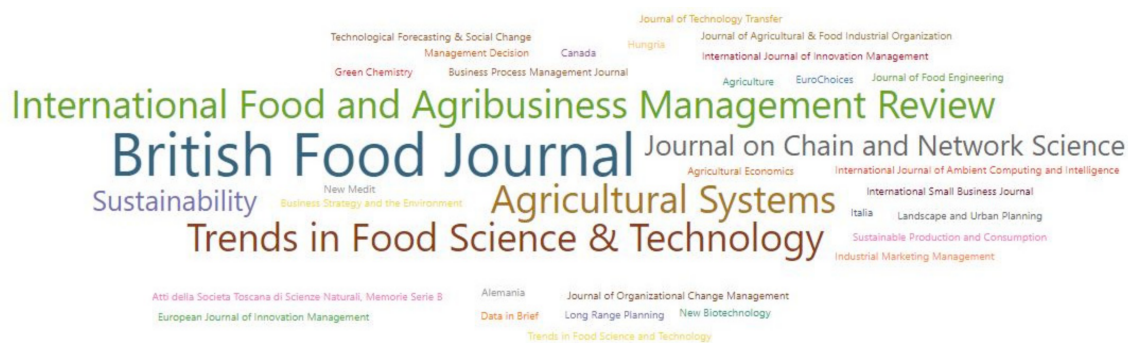 Journal of Technology Transfer
Technological Forecasting & Social Change
Hungria
Journal of Agricultural & Food Industrial Organization
Management Decision
Canada
International Journal of Innovation Management
Green Chemistry
Business Process Management Journal
Agriculture
EuroChoices
Journal of Food Engineering
International Food and Agribusiness Management Review
British Food Journal
Journal on Chain and Network Science
Agricultural Economics
International Journal of Ambient Computing and Intelligence
Sustainability
New Medit
Business Strategy and the Environment
Agricultural Systems
International Small Business Journal
Italia
Landscape and Urban Planning
Trends in Food Science & Technology
Sustainable Production and Consumption
Industrial Marketing Management
Atti della Societa Toscana di Scienze Naturali, Memorie Serie B
Alemania
Journal of Organizational Change Management
European Journal of Innovation Management
Data in Brief
Long Range Planning
New Biotechnology
Trends in Food Science and Technology